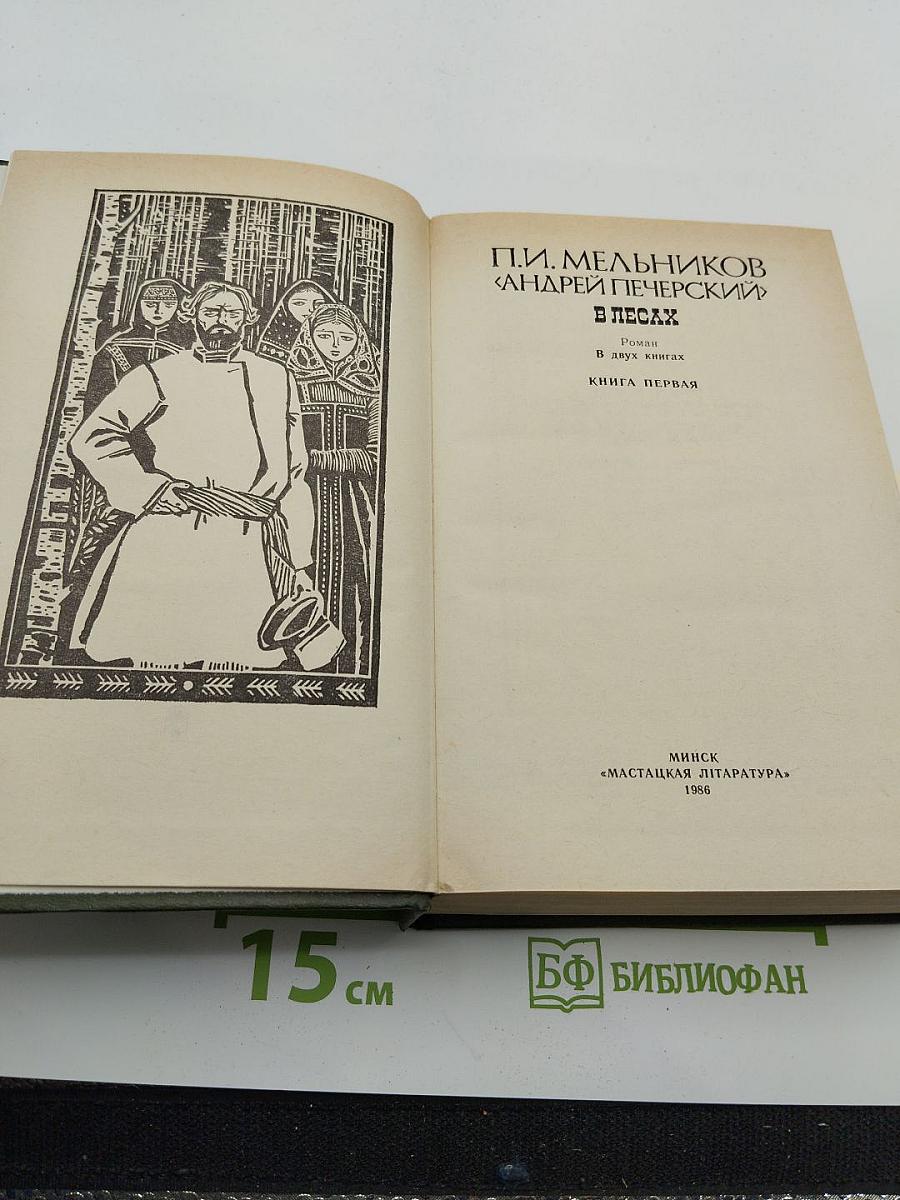 П.И. МЕЛЬНИКОВ
‹АНДРЕЙ ПЕЧЕРСКИЙ›
В ЛЕСАХ
Роман
В двух книгах
КНИГА ПЕРВАЯ
МИНСК
«МАСТАЦКАЯ ЛІТАРАТУРА»
1986
15 см
БФ БИБЛИОФАН